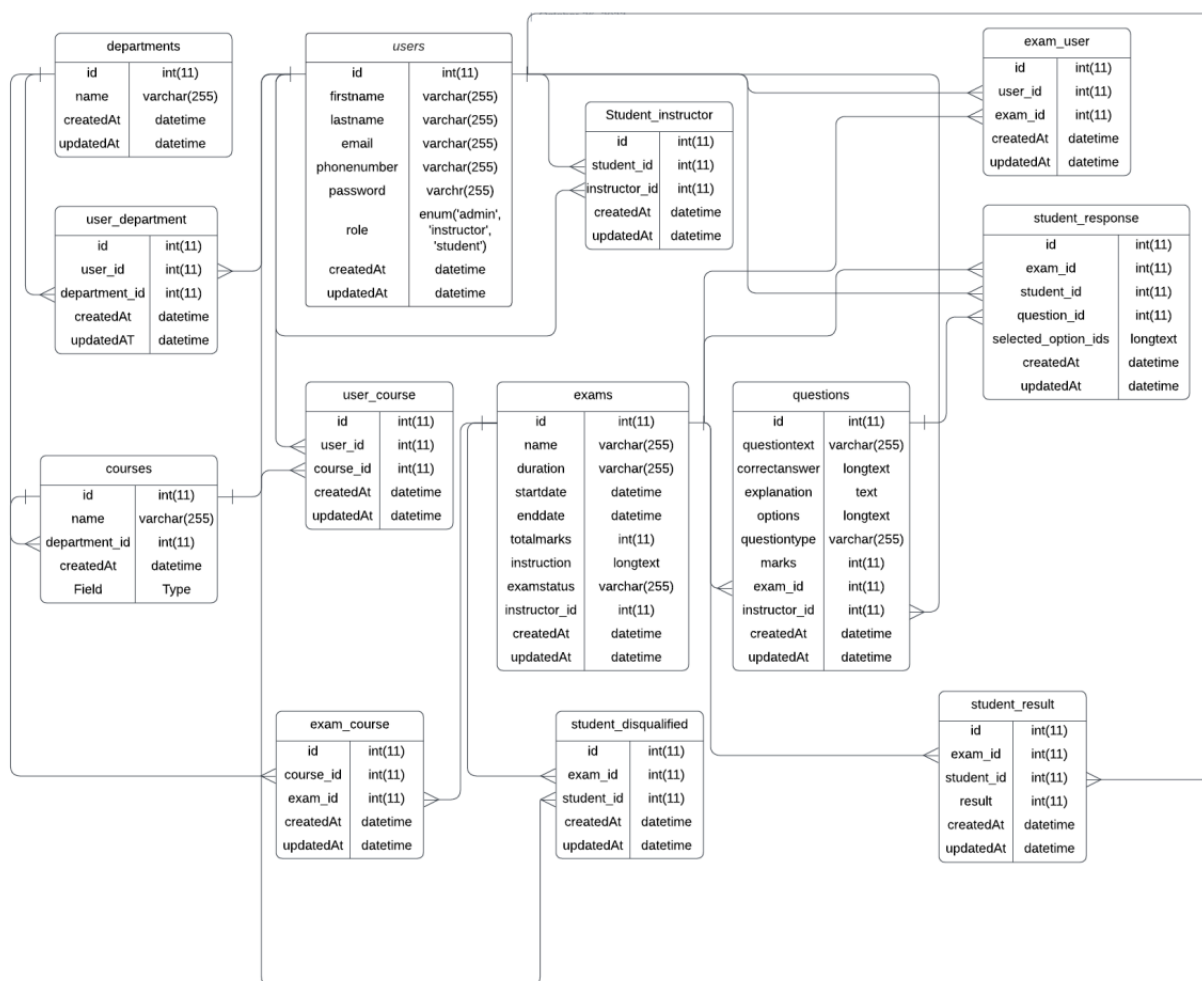 departments
id int(11)
name varchar(255)
createdAt datetime
updatedAt datetime
users
id int(11)
firstname varchar(255)
lastname varchar(255)
email varchar(255)
phonenumber varchar(255)
password varchr(255)
role enum('admin',
'instructor',
'student')
createdAt datetime
updatedAt datetime
Student_instructor
id int(11)
student_id int(11)
instructor_id int(11)
createdAt datetime
updatedAt datetime
exam_user
id int(11)
user_id int(11)
exam_id int(11)
createdAt datetime
updatedAt datetime
user_department
id int(11)
user_id int(11)
department_id int(11)
createdAt datetime
updatedAT datetime
student_response
id int(11)
exam_id int(11)
student_id int(11)
question_id int(11)
selected_option_ids longtext
createdAt datetime
updatedAt datetime
courses
id int(11)
name varchar(255)
department_id int(11)
createdAt datetime
Field Type
user_course
id int(11)
user_id int(11)
course_id int(11)
createdAt datetime
updatedAt datetime
exams
id int(11)
name varchar(255)
duration varchar(255)
startdate datetime
enddate datetime
totalmarks int(11)
instruction longtext
examstatus varchar(255)
instructor_id int(11)
createdAt datetime
updatedAt datetime
questions
id int(11)
questiontext varchar(255)
correctanswer longtext
explanation text
options longtext
questiontype varchar(255)
marks int(11)
exam_id int(11)
instructor_id int(11)
createdAt datetime
updatedAt datetime
exam_course
id int(11)
course_id int(11)
exam_id int(11)
createdAt datetime
updatedAt datetime
student_disqualified
id int(11)
exam_id int(11)
student_id int(11)
createdAt datetime
updatedAt datetime
student_result
id int(11)
exam_id int(11)
student_id int(11)
result int(11)
createdAt datetime
updatedAt datetime